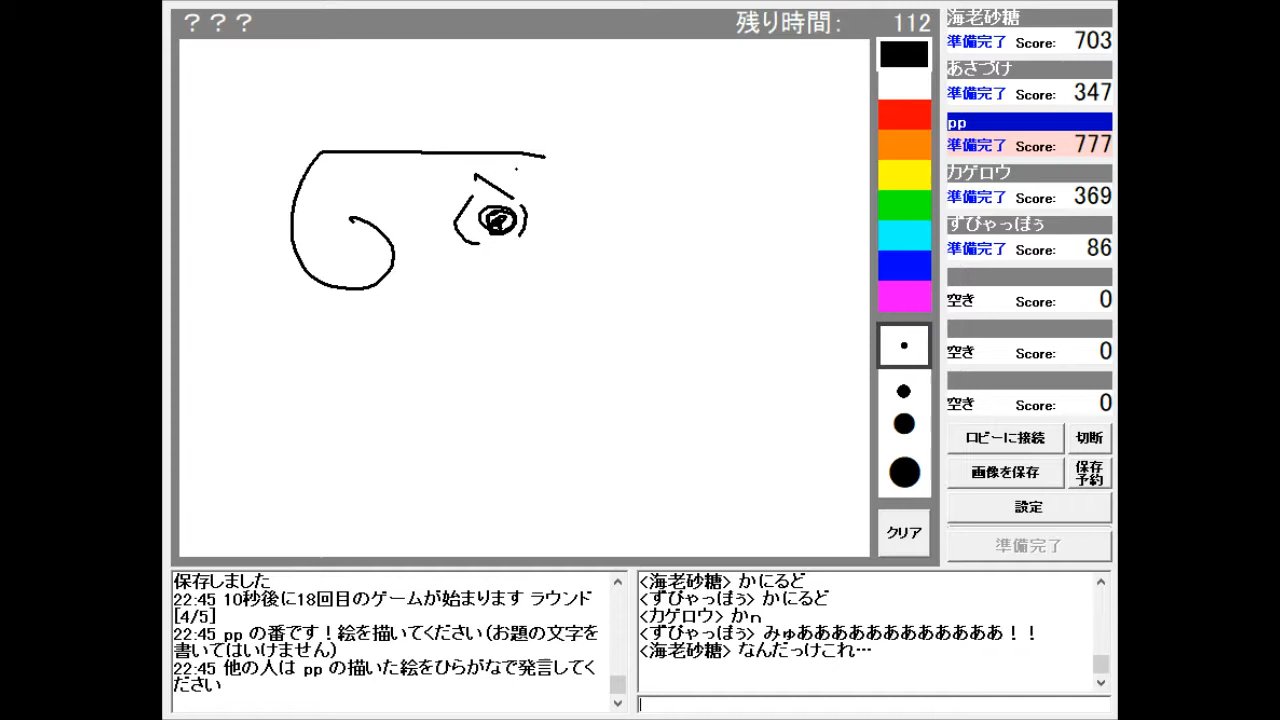 ？？？
残り時間: 112
海老砂糖
準備完了 Score: 703
あさづけ
準備完了 Score: 347
pp
準備完了 Score: 777
カゲロウ
準備完了 Score: 369
ずびゃっぽぅ
準備完了 Score: 86
空き Score: 0
空き Score: 0
空き Score: 0
ロビーに接続 切断
画像を保存 保存予約
設定
準備完了
クリア
保存しました
22:45 10秒後に18回目のゲームが始まります ラウンド
[4/5]
22:45 pp の番です！絵を描いてください(お題の文字を
書いてはいけません)
22:45 他の人は pp の描いた絵をひらがなで発言してく
ださい
<海老砂糖> かにるど
<ずびゃっぽぅ> かにるど
<カゲロウ> かn
<ずびゃっぽぅ> みゅあああああああああああ！！
<海老砂糖> なんだっけこれ…